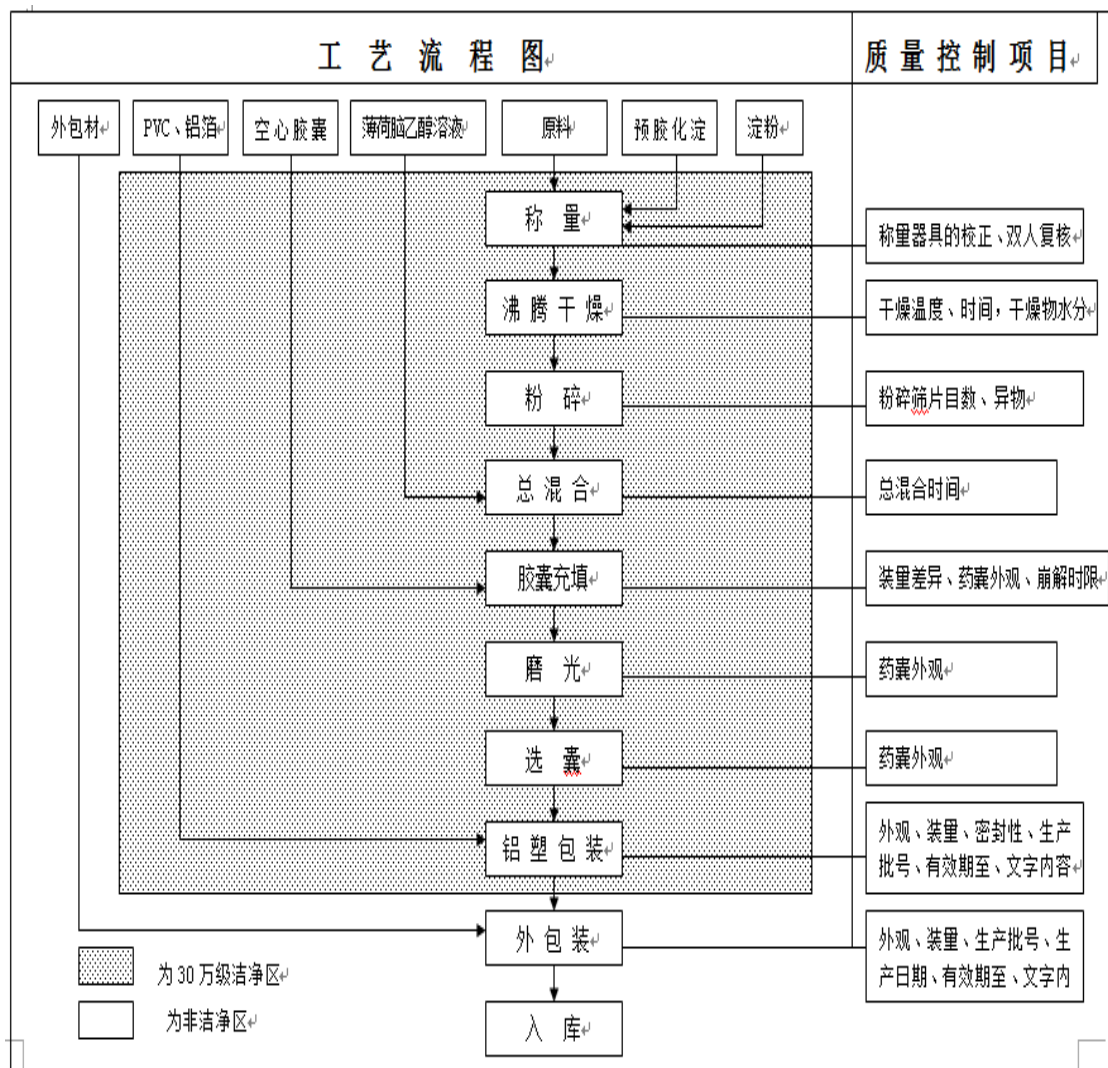 工艺流程图
质量控制项目
外包材
PVC、铝箔
空心胶囊
薄荷脑乙醇溶液
原料
预胶化淀
淀粉
称量
称量器具的校正、双人复核
沸腾干燥
干燥温度、时间，干燥物水分
粉碎
粉碎筛片目数、异物
总混合
总混合时间
胶囊充填
装量差异、药囊外观、崩解时限
磨光
药囊外观
选囊
药囊外观
铝塑包装
外观、装量、密封性、生产
批号、有效期至、文字内容
外包装
外观、装量、生产批号、生
产日期、有效期至、文字内
为30万级洁净区
为非洁净区
入库